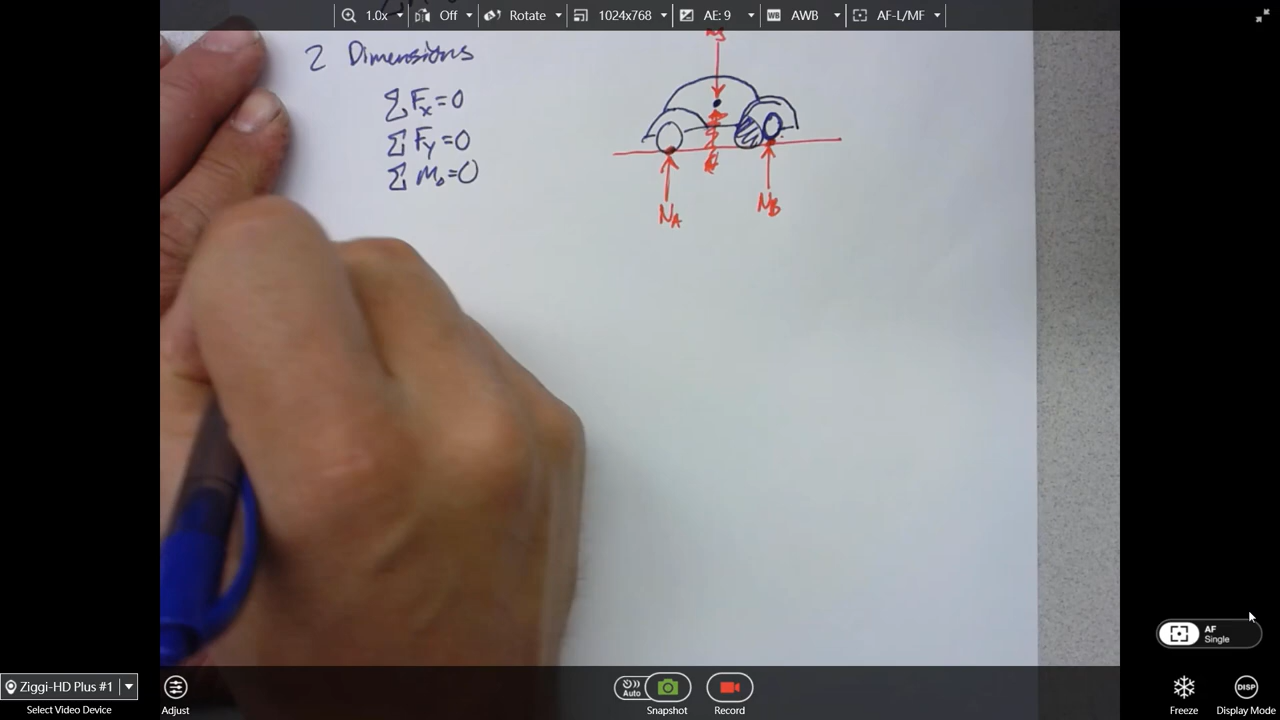 1.0x
Off
Rotate
1024x768
AE: 9
WB
AWB
AF-L/MF
2 Dimensions
ΣFx=0
ΣFy=0
ΣMo=0
NA
NB
AF
Single
Ziggi-HD Plus #1
Select Video Device
Adjust
Auto
Snapshot
Record
Freeze
DISP
Display Mode